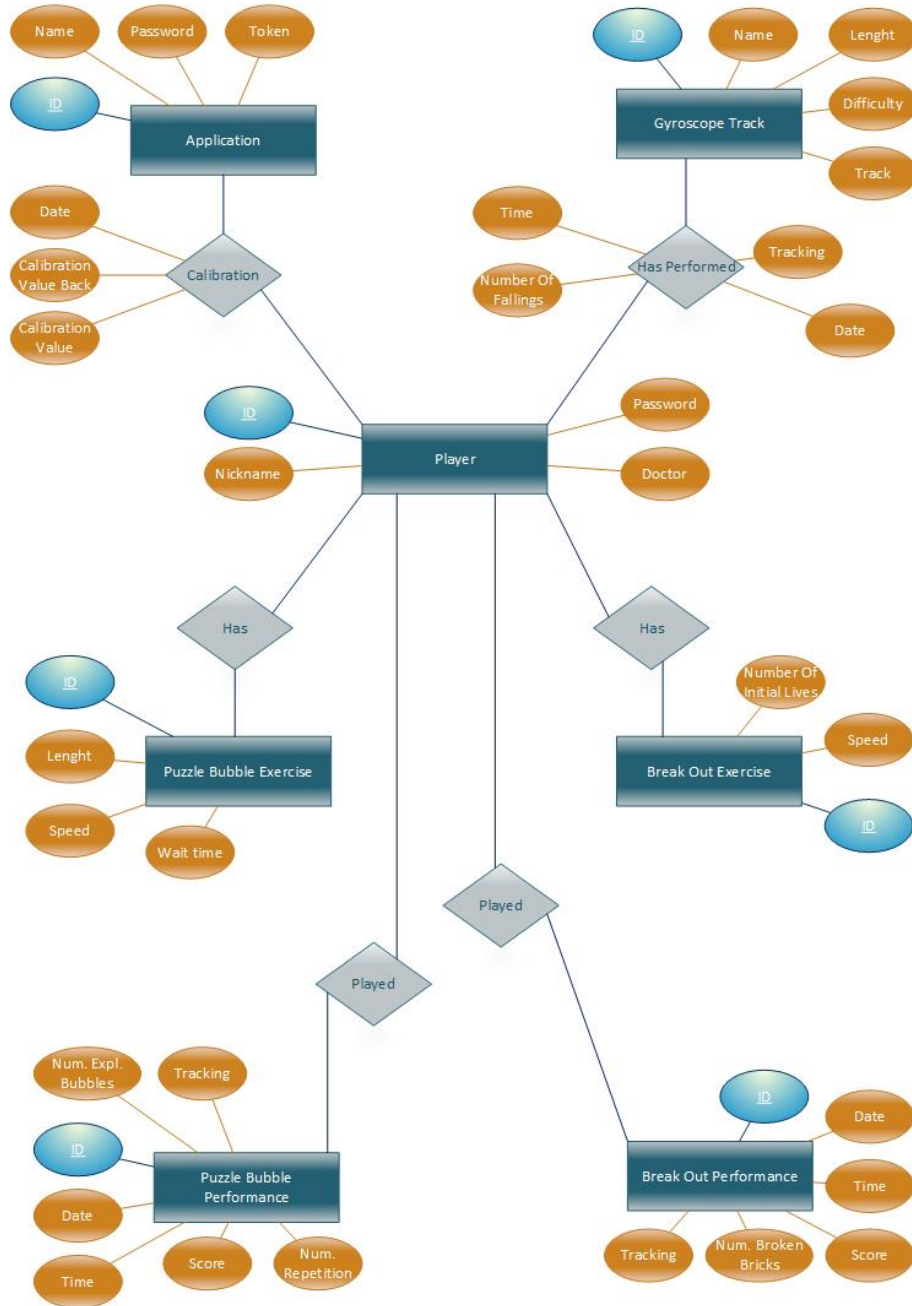 Name
Password
Token
ID
Application
ID
Name
Lenght
Difficulty
Gyroscope Track
Track
Date
Calibration
Value Back
Calibration
Value
Calibration
Time
Number Of
Fallings
Has Performed
Tracking
Date
ID
Nickname
Player
Password
Doctor
Has
Has
ID
Lenght
Speed
Puzzle Bubble Exercise
Wait time
Number Of
Initial Lives
Speed
Break Out Exercise
ID
Played
Played
Num. Expl.
Bubbles
Tracking
ID
Puzzle Bubble
Performance
Date
Time
Score
Num.
Repetition
ID
Date
Break Out Performance
Time
Tracking
Num. Broken
Bricks
Score